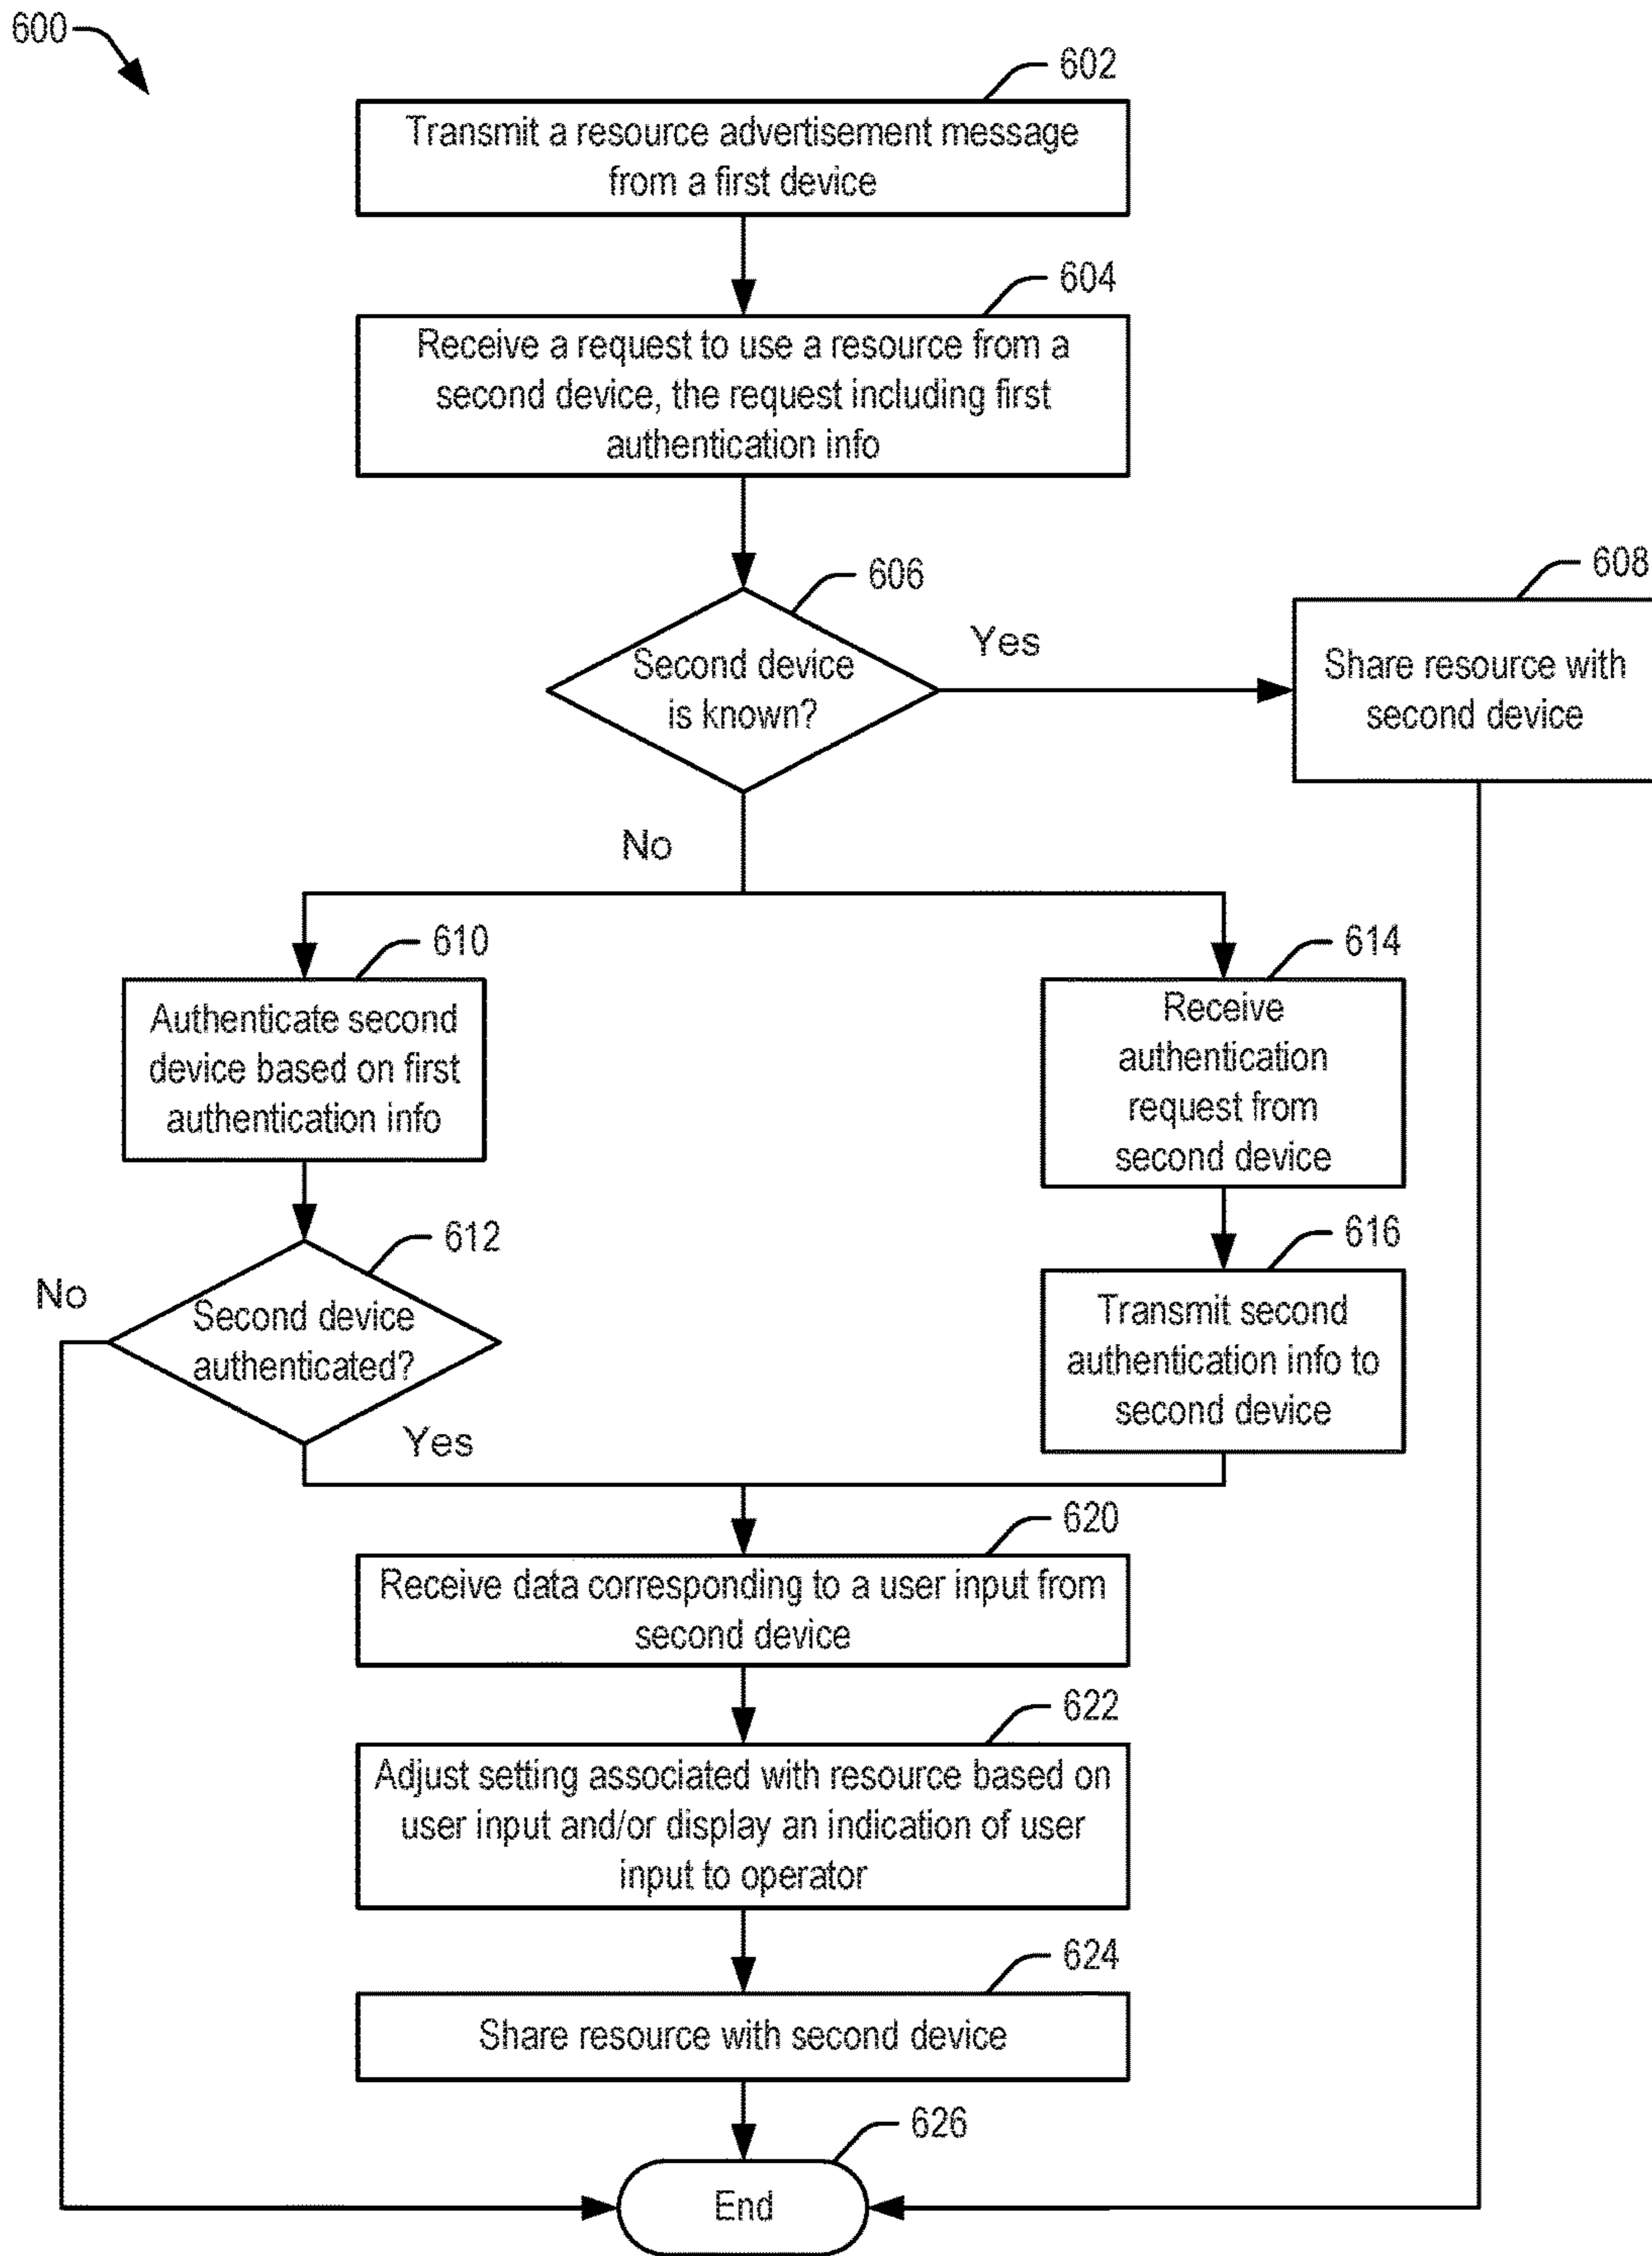 600
602
Transmit a resource advertisement message
from a first device
604
Receive a request to use a resource from a
second device, the request including first
authentication info
606
Second device
is known?
Yes
608
Share resource with
second device
No
610
Authenticate second
device based on first
authentication info
614
Receive
authentication
request from
second device
612
No
Second device
authenticated?
Yes
616
Transmit second
authentication info to
second device
620
Receive data corresponding to a user input from
second device
622
Adjust setting associated with resource based on
user input and/or display an indication of user
input to operator
624
Share resource with second device
626
End